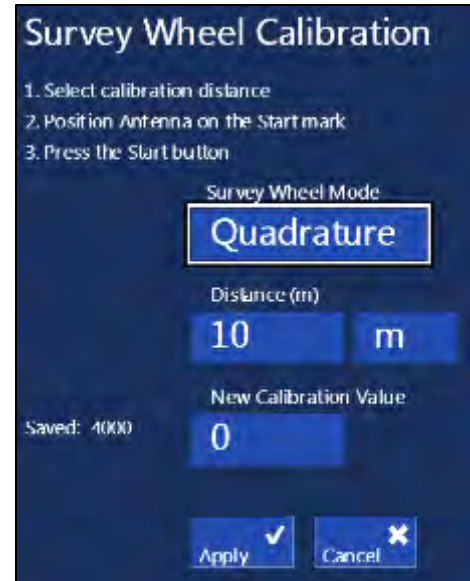 Survey Wheel Calibration
1. Select calibration distance
2. Position Antenna on the Start mark
3. Press the Start button
Survey Wheel Mode
Quadrature
Distance (m)
10
m
New Calibration Value
Saved: 4000
0
Apply
Cancel